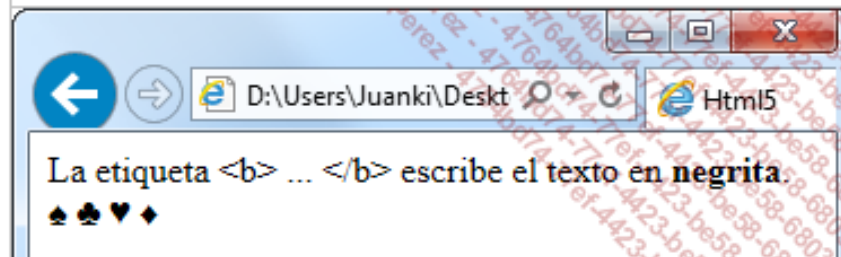 D:\Users\Juanki\Deskt
Html5
La etiqueta <b> ... </b> escribe el texto en negrita.
♠ ♣ ♥ ♦